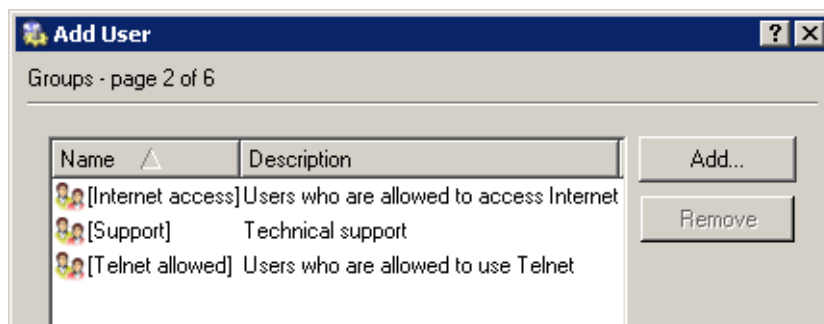 Add User
Groups - page 2 of 6
Name Description Add...
[Internet access] Users who are allowed to access Internet
Remove
[Support] Technical support
[Telnet allowed] Users who are allowed to use Telnet